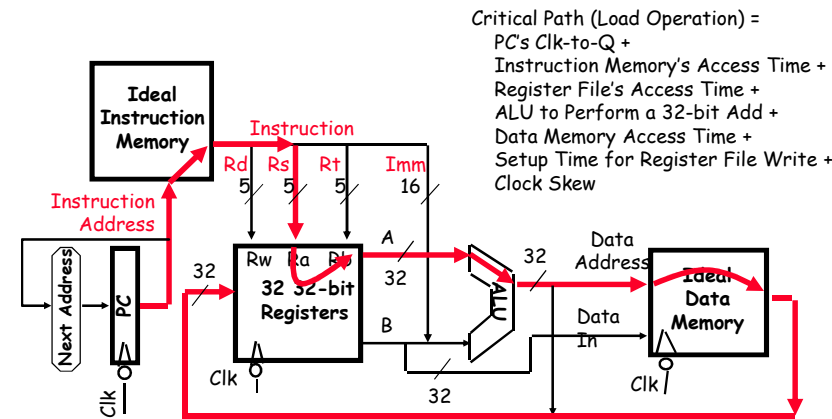 Critical Path (Load Operation) =
PC's Clk-to-Q +
Instruction Memory's Access Time +
Register File's Access Time +
ALU to Perform a 32-bit Add +
Data Memory Access Time +
Setup Time for Register File Write +
Clock Skew
Ideal
Instruction
Memory
Instruction
Rd
Rs
Rt
Imm
5
5
5
16
Instruction
Address
32
Rw
Ra
Rb
32 32-bit
Registers
A
32
B
32
ALU
32
Data
Address
Ideal
Data
Memory
Data
In
Next Address
PC
Clk
Clk
Clk